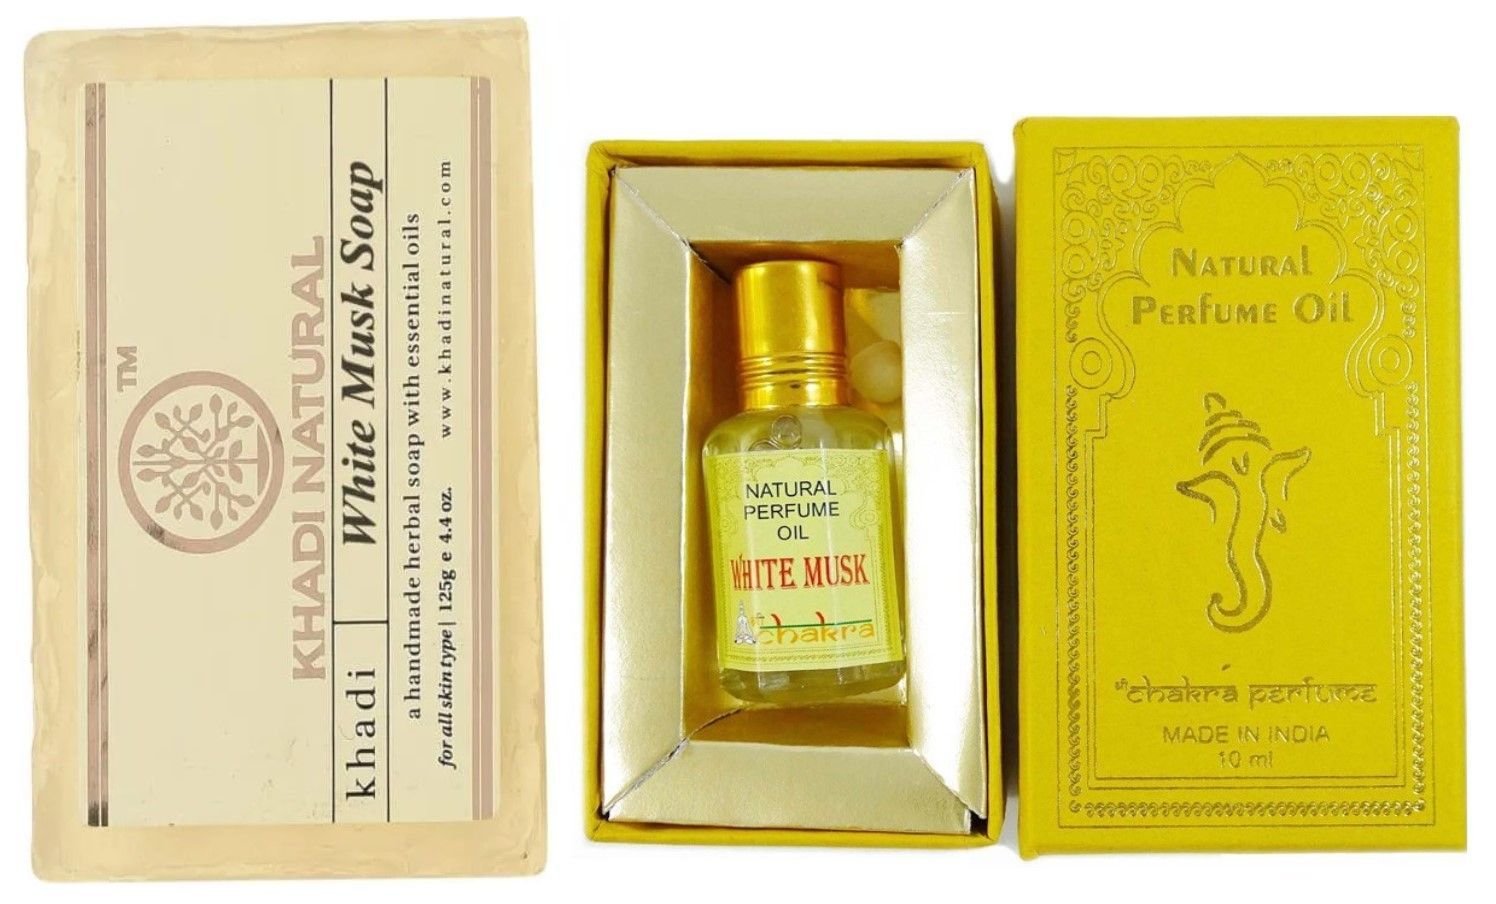 TM
KHADI NATURAL
khadi White Musk Soap
a handmade herbal soap with essential oils
for all skin type | 125g e 4.4 oz. www.khadinatural.com
NATURAL
PERFUME
OIL
WHITE MUSK
श्री chakra
NATURAL
PERFUME OIL
श्री chakra perfume
MADE IN INDIA
10 ml